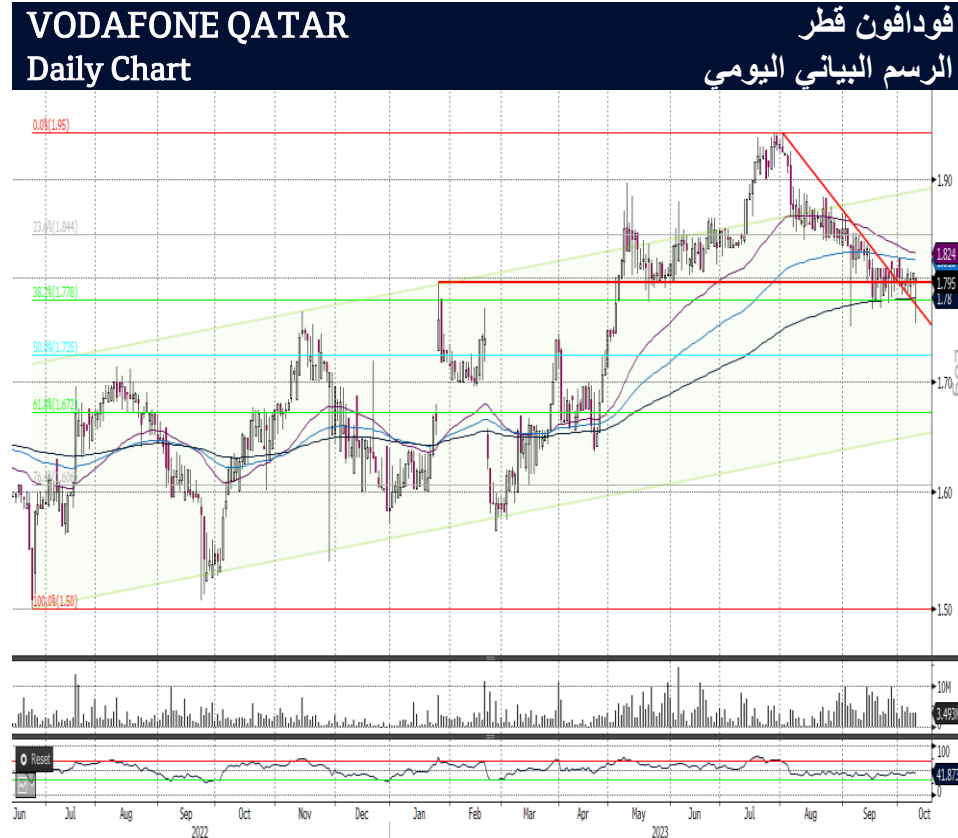 VODAFONE QATAR
Daily Chart
فودافون قطر
الرسم البياني اليومي
0.0%(1.95)
1.90
23.6%(1.844)
1.824
1.795
38.2%(1.778)
1.78
50.0%(1.725)
1.70
61.8%(1.672)
1.60
100.0%(1.50)
1.50
10M
3.493M
0
Reset
100
41.873
0
Jun Jul Aug Sep Oct Nov Dec Jan Feb Mar Apr May Jun Jul Aug Sep Oct
2022 2023